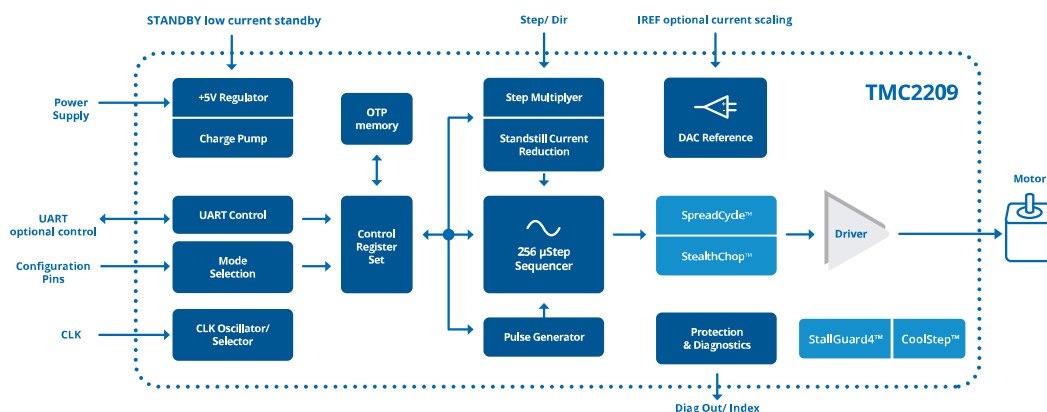 STANDBY low current standby
Step/ Dir
IREF optional current scaling
TMC2209
Power
Supply
+5V Regulator
Charge Pump
OTP
memory
Step Multiplyer
Standstill Current
Reduction
DAC Reference
Motor
UART
optional control
UART Control
Control
Register
Set
256 µStep
Sequencer
SpreadCycle™
StealthChop™
Driver
Configuration
Pins
Mode
Selection
CLK
CLK Oscillator/
Selector
Pulse Generator
Protection
& Diagnostics
StallGuard4™
CoolStep™
Diag Out/ Index